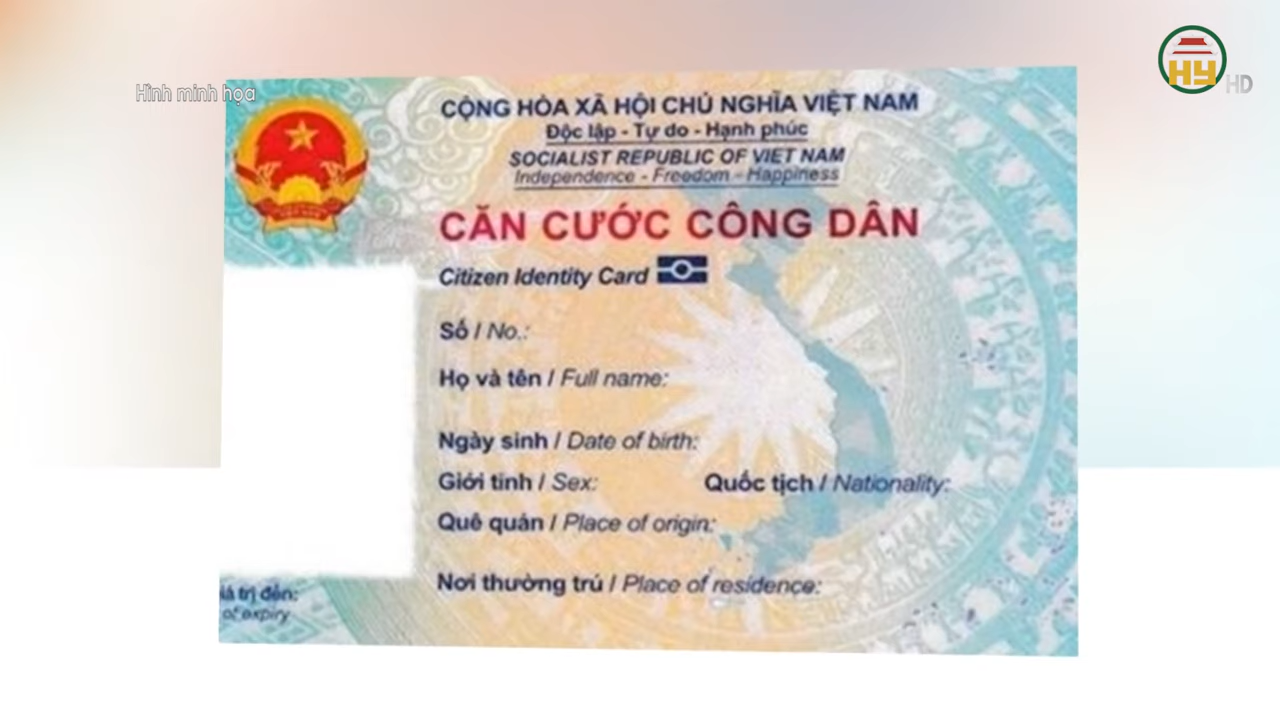 Hình minh họa
HY HD
CỘNG HÒA XÃ HỘI CHỦ NGHĨA VIỆT NAM
Độc lập - Tự do - Hạnh phúc
SOCIALIST REPUBLIC OF VIET NAM
Independence - Freedom - Happiness
CĂN CƯỚC CÔNG DÂN
Citizen Identity Card
Số / No.:
Họ và tên / Full name:
Ngày sinh / Date of birth:
Giới tính / Sex: Quốc tịch / Nationality:
Quê quán / Place of origin:
Nơi thường trú / Place of residence:
trị đến:
of expiry